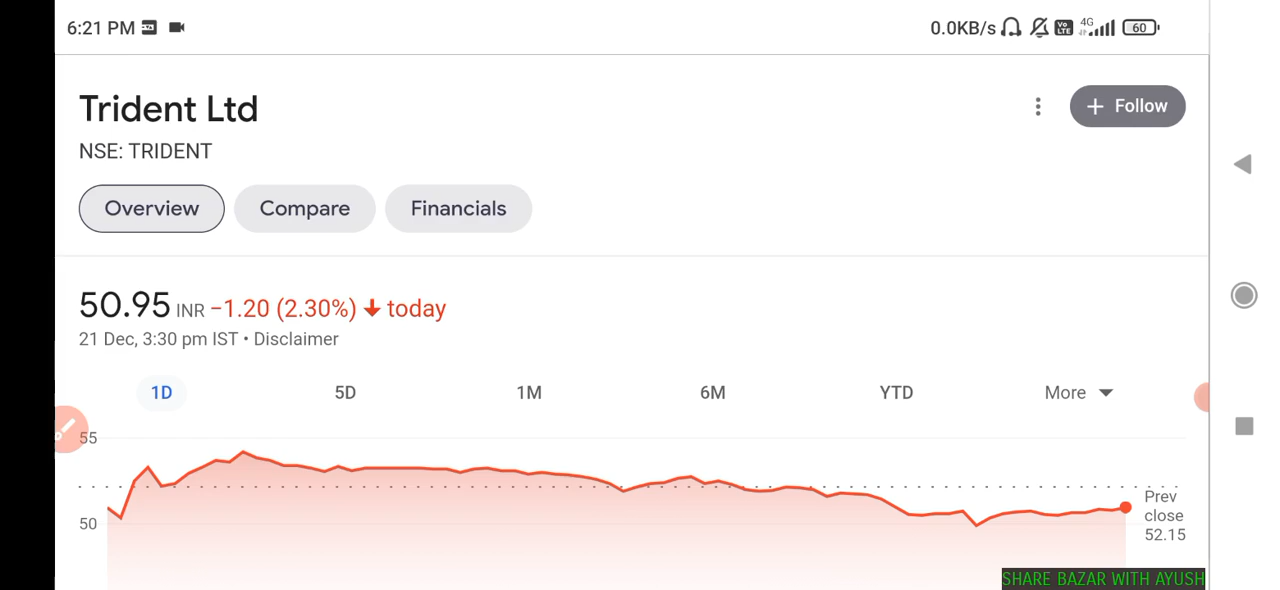 6:21 PM
0.0KB/s 4G 60
Vo LTE
Trident Ltd
+ Follow
NSE: TRIDENT
Overview Compare Financials
50.95 INR −1.20 (2.30%) today
21 Dec, 3:30 pm IST • Disclaimer
1D 5D 1M 6M YTD More
55
50
Prev
close
52.15
SHARE BAZAR WITH AYUSH